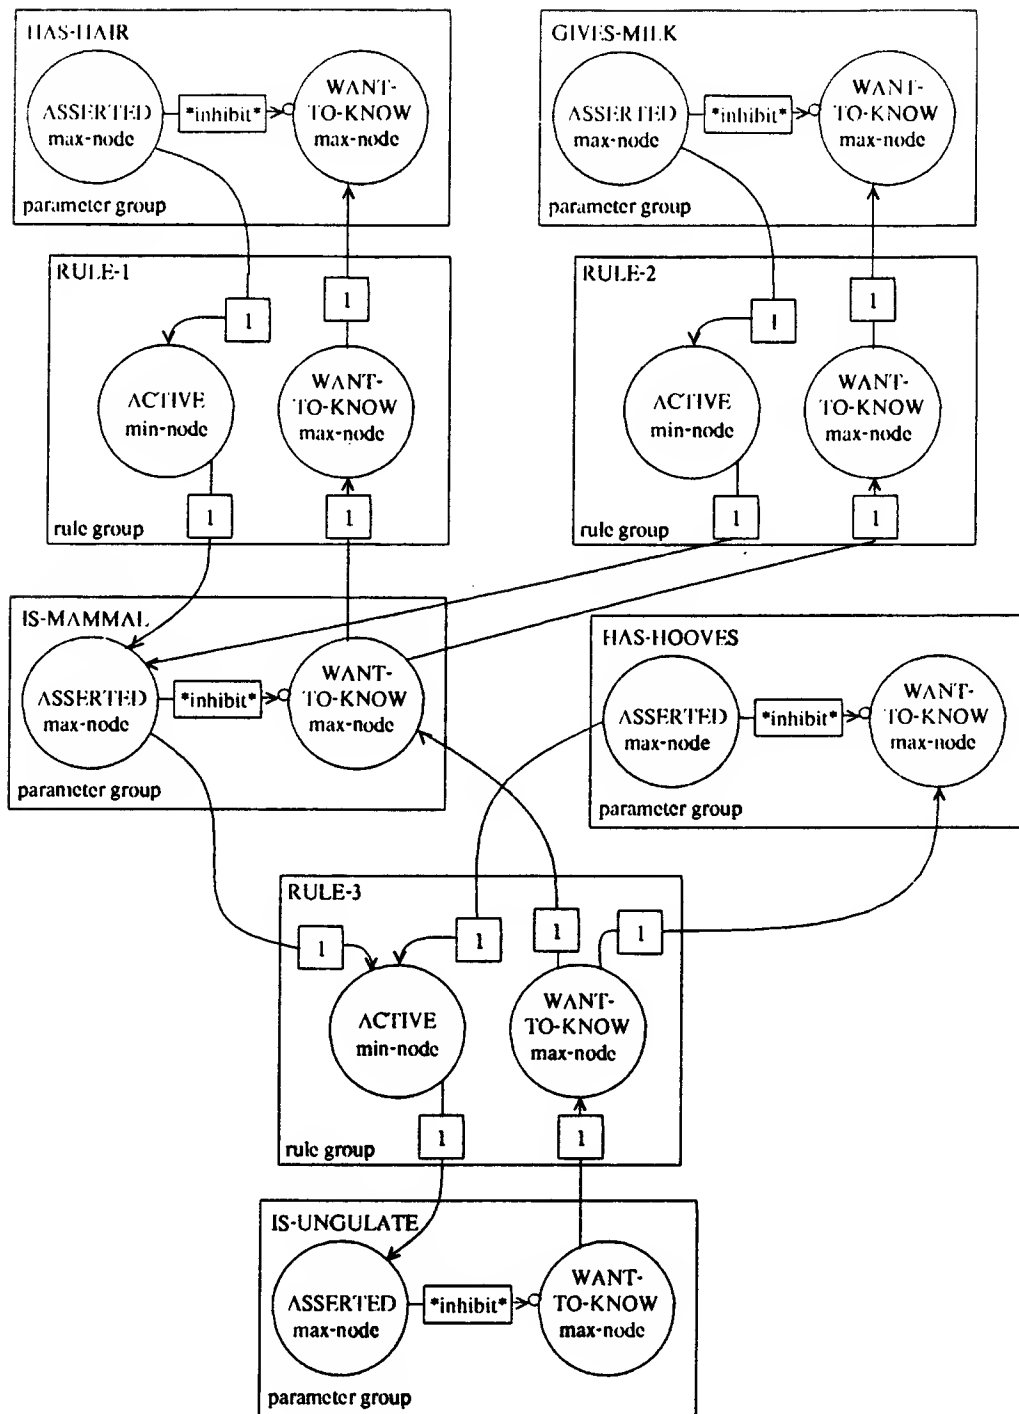 HAS-HAIR
ASSERTED
max-node
*inhibit*
WANT-
TO-KNOW
max-node
parameter group
GIVES-MILK
ASSERTED
max-node
*inhibit*
WANT-
TO-KNOW
max-node
parameter group
RULE-1
1
1
ACTIVE
min-node
WANT-
TO-KNOW
max-node
1
1
rule group
RULE-2
1
1
ACTIVE
min-node
WANT-
TO-KNOW
max-node
1
1
rule group
IS-MAMMAL
ASSERTED
max-node
*inhibit*
WANT-
TO-KNOW
max-node
parameter group
HAS-HOOVES
ASSERTED
max-node
*inhibit*
WANT-
TO-KNOW
max-node
parameter group
RULE-3
1
1
1
1
ACTIVE
min-node
WANT-
TO-KNOW
max-node
1
1
rule group
IS-UNGULATE
ASSERTED
max-node
*inhibit*
WANT-
TO-KNOW
max-node
parameter group